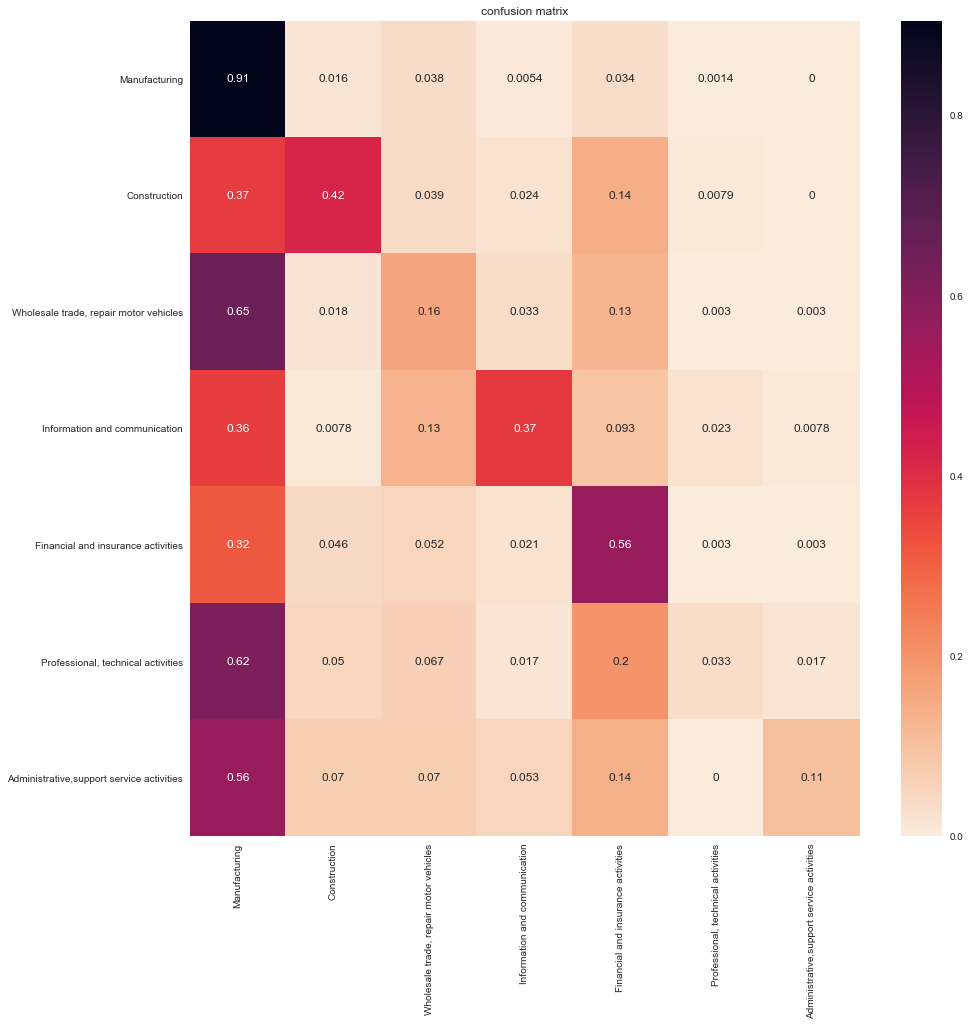 confusion matrix
Manufacturing
0.91 0.016 0.038 0.0054 0.034 0.0014 0
Construction
0.37 0.42 0.039 0.024 0.14 0.0079 0
Wholesale trade, repair motor vehicles
0.65 0.018 0.16 0.033 0.13 0.003 0.003
Information and communication
0.36 0.0078 0.13 0.37 0.093 0.023 0.0078
Financial and insurance activities
0.32 0.046 0.052 0.021 0.56 0.003 0.003
Professional, technical activities
0.62 0.05 0.067 0.017 0.2 0.033 0.017
Administrative,support service activities
0.56 0.07 0.07 0.053 0.14 0 0.11
Manufacturing
Construction
Wholesale trade, repair motor vehicles
Information and communication
Financial and insurance activities
Professional, technical activities
Administrative,support service activities
0.8
0.6
0.4
0.2
0.0